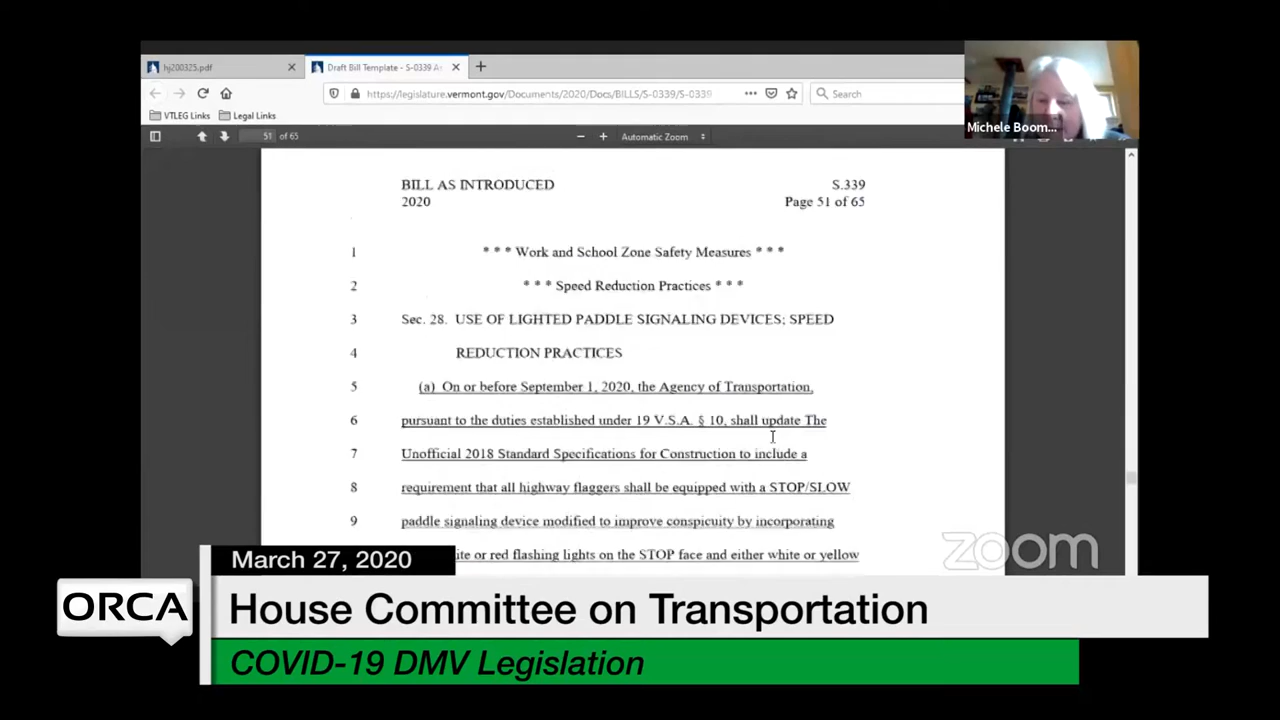 hj200325.pdf
Draft Bill Template - S-0339 A
https://legislature.vermont.gov/Documents/2020/Docs/BILLS/S-0339/S-0339
Search
VTLEG Links
Legal Links
Michele Boom...
51 of 65
Automatic Zoom
BILL AS INTRODUCED S.339
2020 Page 51 of 65
1 * * * Work and School Zone Safety Measures * * *
2 * * * Speed Reduction Practices * * *
3 Sec. 28. USE OF LIGHTED PADDLE SIGNALING DEVICES; SPEED
4 REDUCTION PRACTICES
5 (a) On or before September 1, 2020, the Agency of Transportation,
6 pursuant to the duties established under 19 V.S.A. § 10, shall update The
7 Unofficial 2018 Standard Specifications for Construction to include a
8 requirement that all highway flaggers shall be equipped with a STOP/SLOW
9 paddle signaling device modified to improve conspicuity by incorporating
or red flashing lights on the STOP face and either white or yellow
zoom
March 27, 2020
ORCA
House Committee on Transportation
COVID-19 DMV Legislation